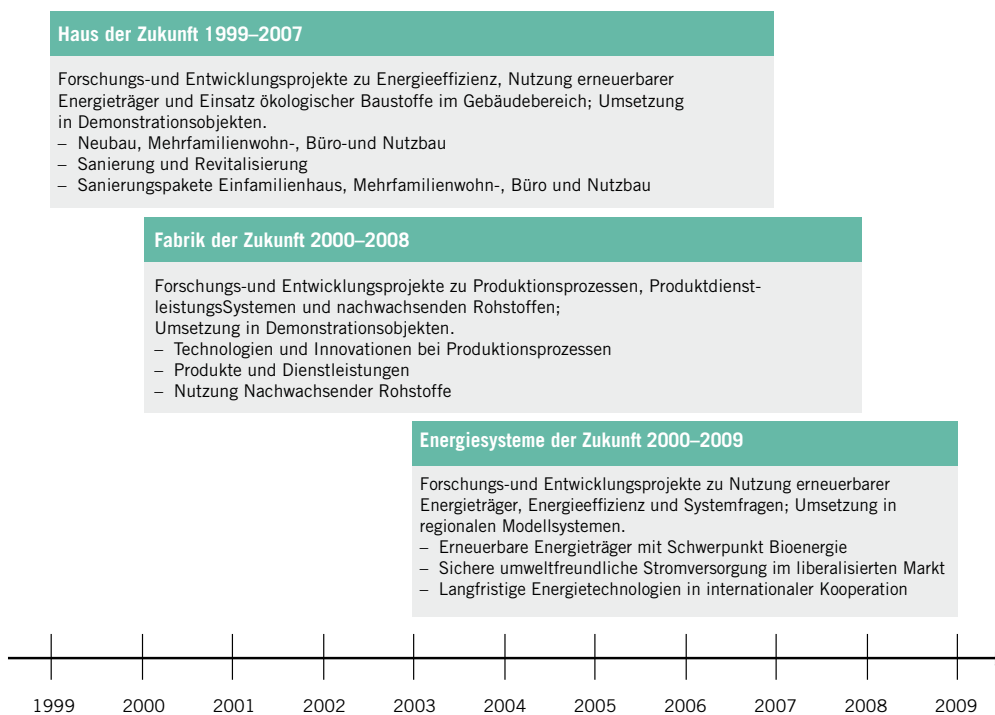 Haus der Zukunft 1999–2007
Forschungs-und Entwicklungsprojekte zu Energieeffizienz, Nutzung erneuerbarer
Energieträger und Einsatz ökologischer Baustoffe im Gebäudebereich; Umsetzung
in Demonstrationsobjekten.
– Neubau, Mehrfamilienwohn-, Büro-und Nutzbau
– Sanierung und Revitalisierung
– Sanierungspakete Einfamilienhaus, Mehrfamilienwohn-, Büro und Nutzbau
Fabrik der Zukunft 2000–2008
Forschungs-und Entwicklungsprojekte zu Produktionsprozessen, Produktdienst-
leistungsSystemen und nachwachsenden Rohstoffen;
Umsetzung in Demonstrationsobjekten.
– Technologien und Innovationen bei Produktionsprozessen
– Produkte und Dienstleistungen
– Nutzung Nachwachsender Rohstoffe
Energiesysteme der Zukunft 2000–2009
Forschungs-und Entwicklungsprojekte zu Nutzung erneuerbarer
Energieträger, Energieeffizienz und Systemfragen; Umsetzung in
regionalen Modellsystemen.
– Erneuerbare Energieträger mit Schwerpunkt Bioenergie
– Sichere umweltfreundliche Stromversorgung im liberalisierten Markt
– Langfristige Energietechnologien in internationaler Kooperation
1999 2000 2001 2002 2003 2004 2005 2006 2007 2008 2009